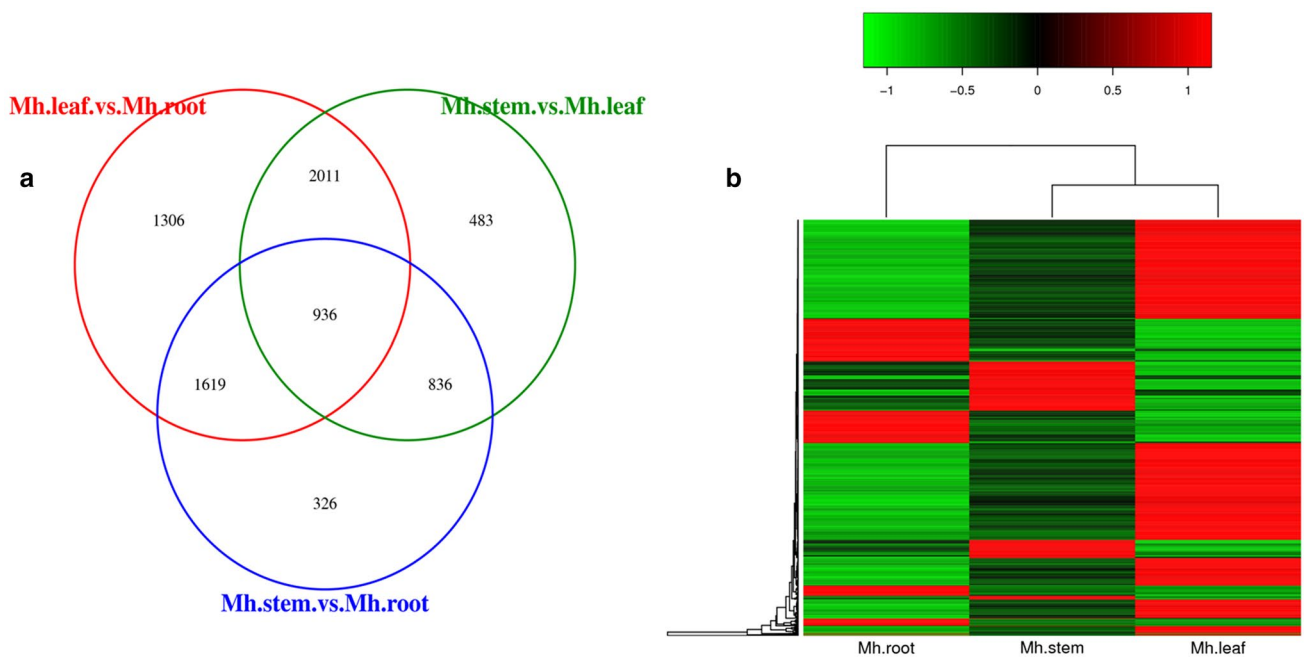 a
Mh.leaf.vs.Mh.root
Mh.stem.vs.Mh.leaf
2011
1306
483
936
1619
836
326
Mh.stem.vs.Mh.root
b
−1 −0.5 0 0.5 1
Mh.root Mh.stem Mh.leaf